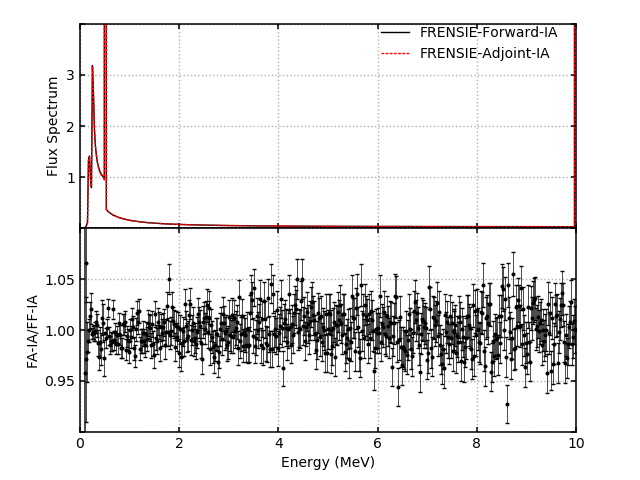 FRENSIE-Forward-IA
FRENSIE-Adjoint-IA
3
2
1
Flux Spectrum
1.05
1.00
0.95
FA-IA/FF-IA
0 2 4 6 8 10
Energy (MeV)